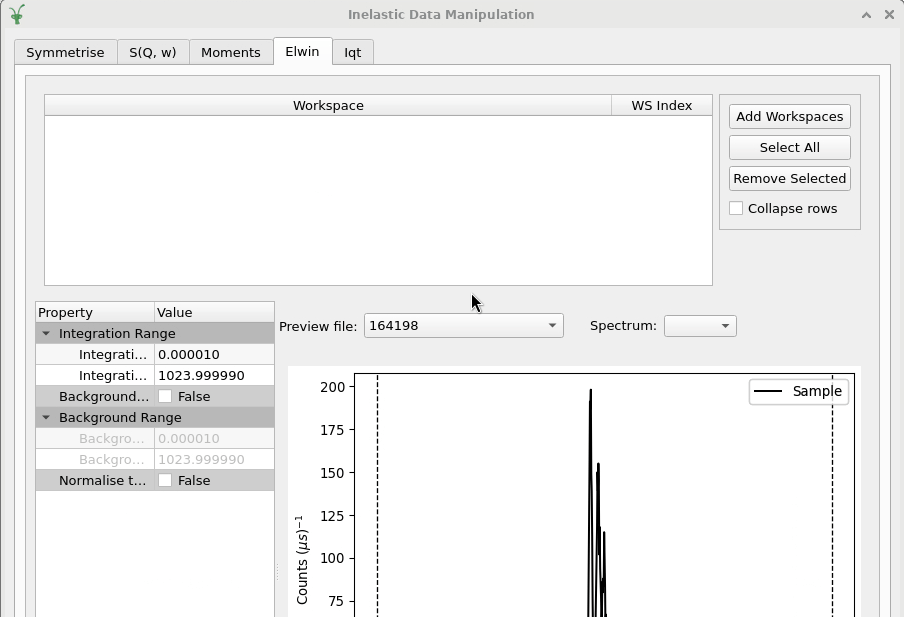 Inelastic Data Manipulation
Symmetrise
S(Q, w)
Moments
Elwin
Iqt
Workspace
WS Index
Add Workspaces
Select All
Remove Selected
Collapse rows
Property
Value
Integration Range
Integrati...
0.000010
Integrati...
1023.999990
Background...
False
Background Range
Backgro...
0.000010
Backgro...
1023.999990
Normalise t...
False
Preview file:
164198
Spectrum:
200
175
150
125
100
75
Counts (μs)⁻¹
Sample